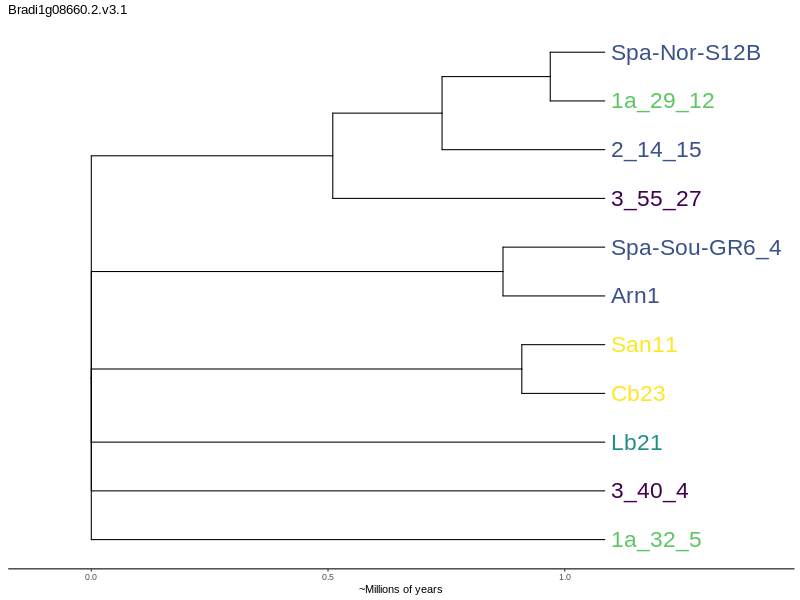 Bradi1g08660.2.v3.1
Spa-Nor-S12B
1a_29_12
2_14_15
3_55_27
Spa-Sou-GR6_4
Arn1
San11
Cb23
Lb21
3_40_4
1a_32_5
0.0 0.5 1.0
~Millions of years